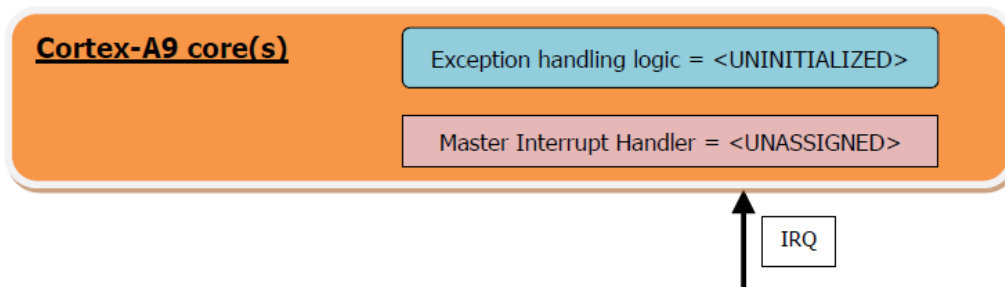 Cortex-A9 core(s)
Exception handling logic = <UNINITIALIZED>
Master Interrupt Handler = <UNASSIGNED>
IRQ